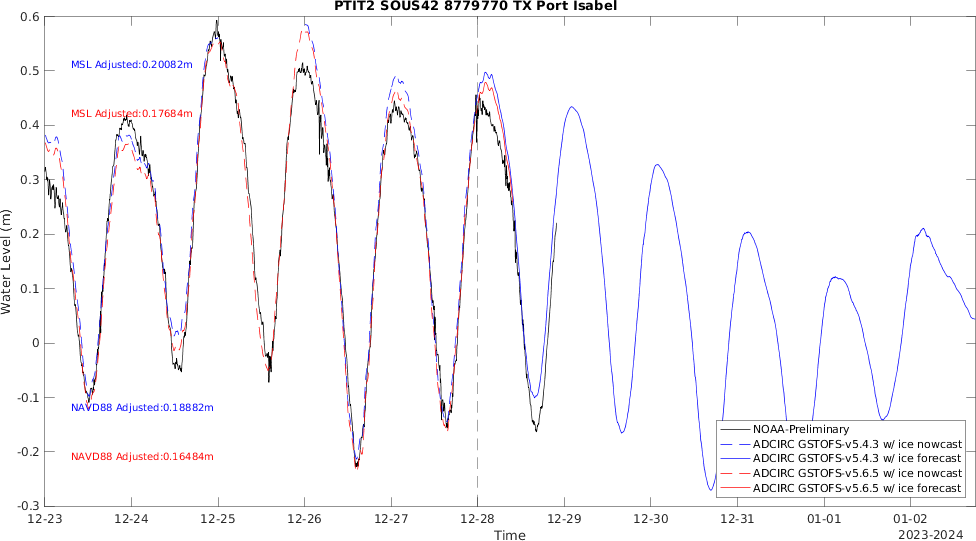 PTIT2 SOUS42 8779770 TX Port Isabel
0.6
0.5
0.4
0.3
0.2
0.1
0
-0.1
-0.2
-0.3
Water Level (m)
MSL Adjusted:0.20082m
MSL Adjusted:0.17684m
NAVD88 Adjusted:0.18882m
NAVD88 Adjusted:0.16484m
NOAA-Preliminary
ADCIRC GSTOFS-v5.4.3 w/ ice nowcast
ADCIRC GSTOFS-v5.4.3 w/ ice forecast
ADCIRC GSTOFS-v5.6.5 w/ ice nowcast
ADCIRC GSTOFS-v5.6.5 w/ ice forecast
12-23 12-24 12-25 12-26 12-27 12-28 12-29 12-30 12-31 01-01 01-02
Time
2023-2024